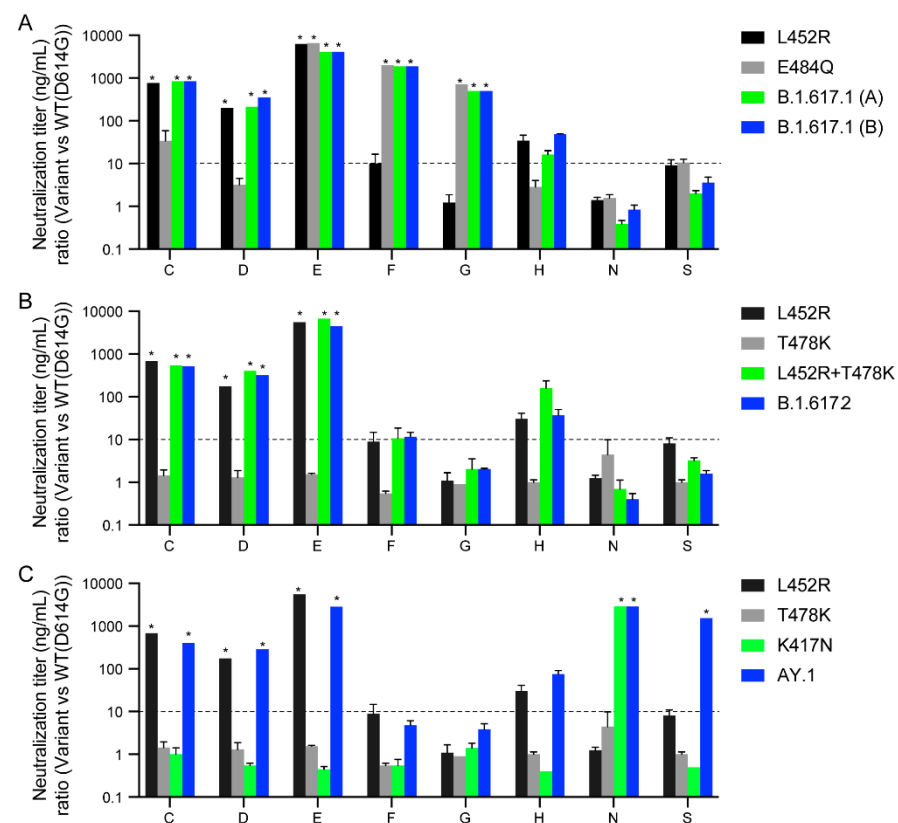 A
Neutralization titer (ng/mL)
ratio (Variant vs WT(D614G))
10000
1000
100
10
1
0.1
* * * * * * * * * * * * * * * * *
C D E F G H N S
L452R
E484Q
B.1.617.1 (A)
B.1.617.1 (B)
B
Neutralization titer (ng/mL)
ratio (Variant vs WT(D614G))
10000
1000
100
10
1
0.1
* * * * * * * * *
C D E F G H N S
L452R
T478K
L452R+T478K
B.1.6172
C
Neutralization titer (ng/mL)
ratio (Variant vs WT(D614G))
10000
1000
100
10
1
0.1
* * * * * * * * *
C D E F G H N S
L452R
T478K
K417N
AY.1